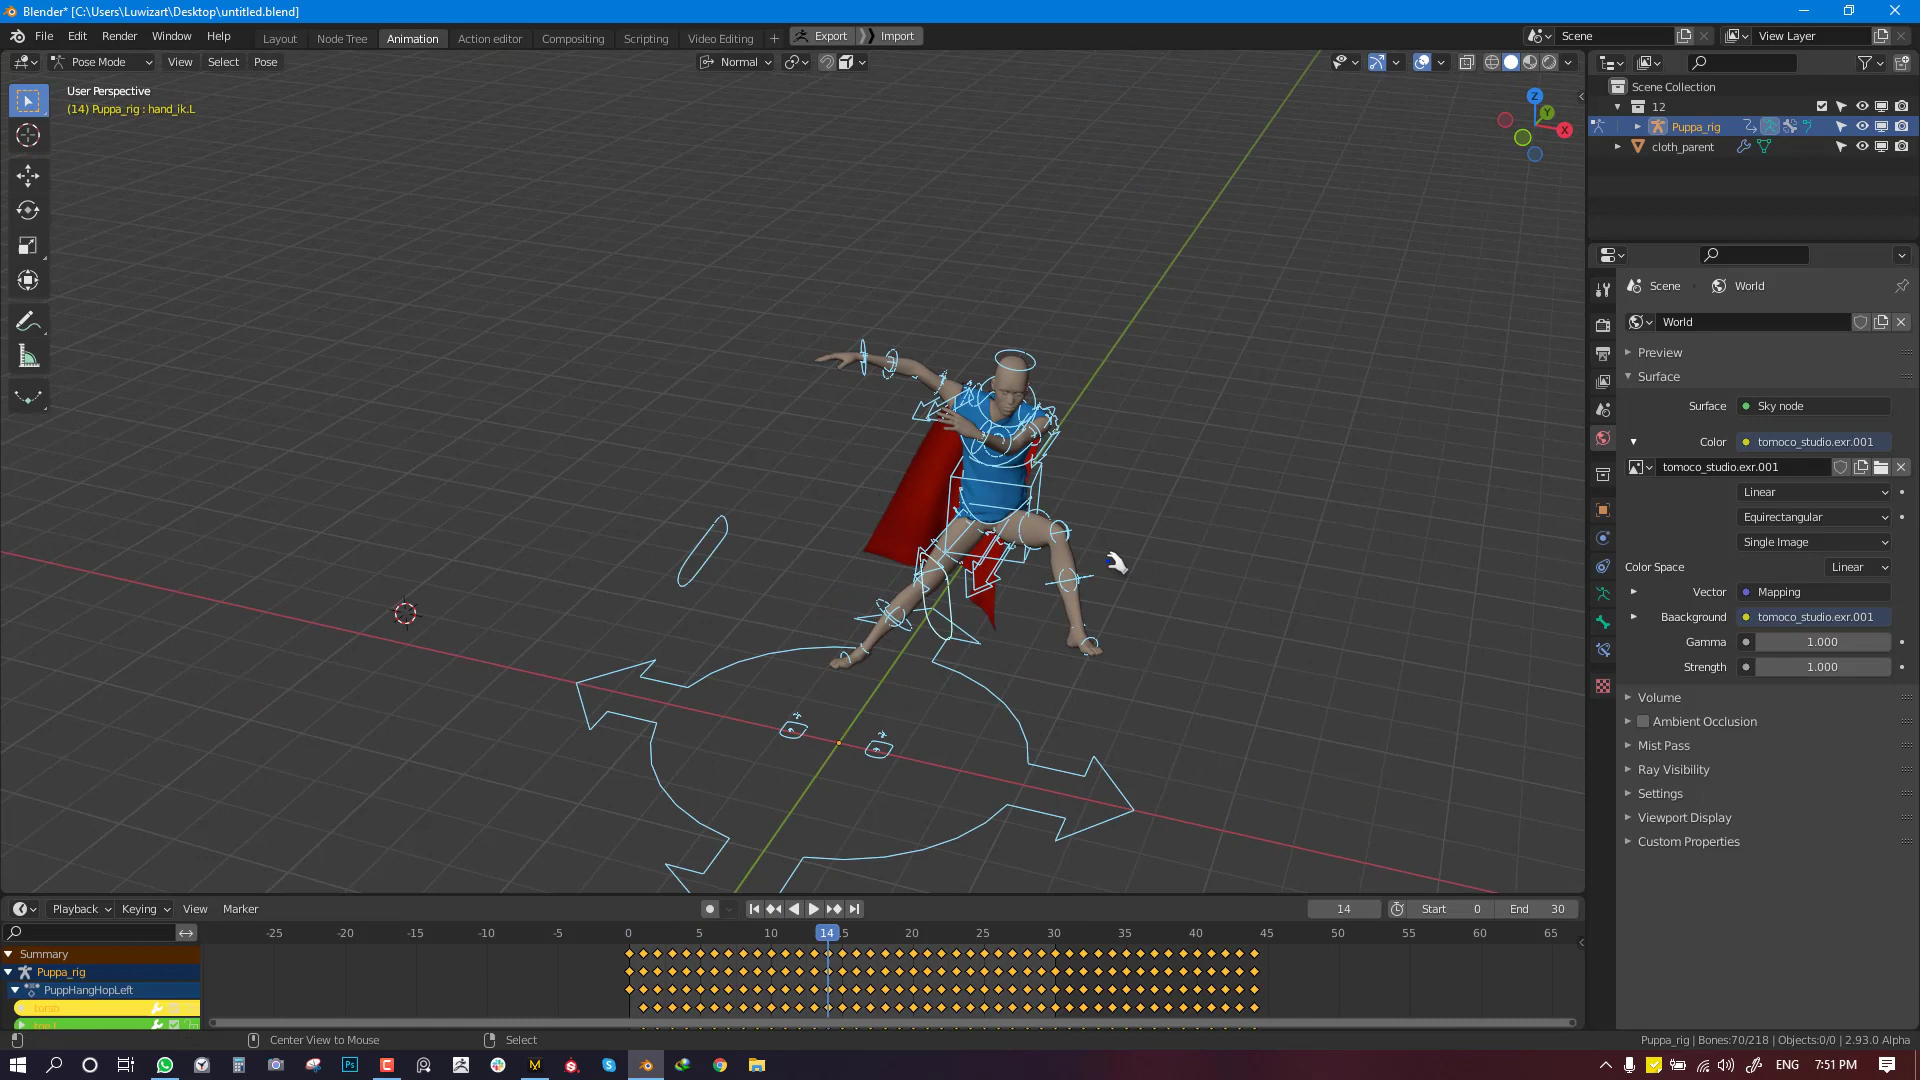 Blender* [C:\Users\Luwizart\Desktop\untitled.blend]
File Edit Render Window Help
Layout Node Tree Animation Action editor Compositing Scripting Video Editing + Export Import
Scene View Layer
Pose Mode View Select Pose
Normal
User Perspective
(14) Puppa_rig : hand_ik.L
Z
Y
X
Scene Collection
12
Puppa_rig
cloth_parent
Scene World
World
Preview
Surface
Surface Sky node
Color tomoco_studio.exr.001
tomoco_studio.exr.001
Linear
Equirectangular
Single Image
Color Space Linear
Vector Mapping
Baackground tomoco_studio.exr.001
Gamma 1.000
Strength 1.000
Volume
Ambient Occlusion
Mist Pass
Ray Visibility
Settings
Viewport Display
Custom Properties
Playback Keying View Marker
14 Start 0 End 30
-25 -20 -15 -10 -5 0 5 10 14 15 20 25 30 35 40 45 50 55 60 65
Summary
Puppa_rig
PuppHangHopLeft
torso
Center View to Mouse Select
Puppa_rig | Bones:70/218 | Objects:0/0 | 2.93.0 Alpha
ENG 7:51 PM